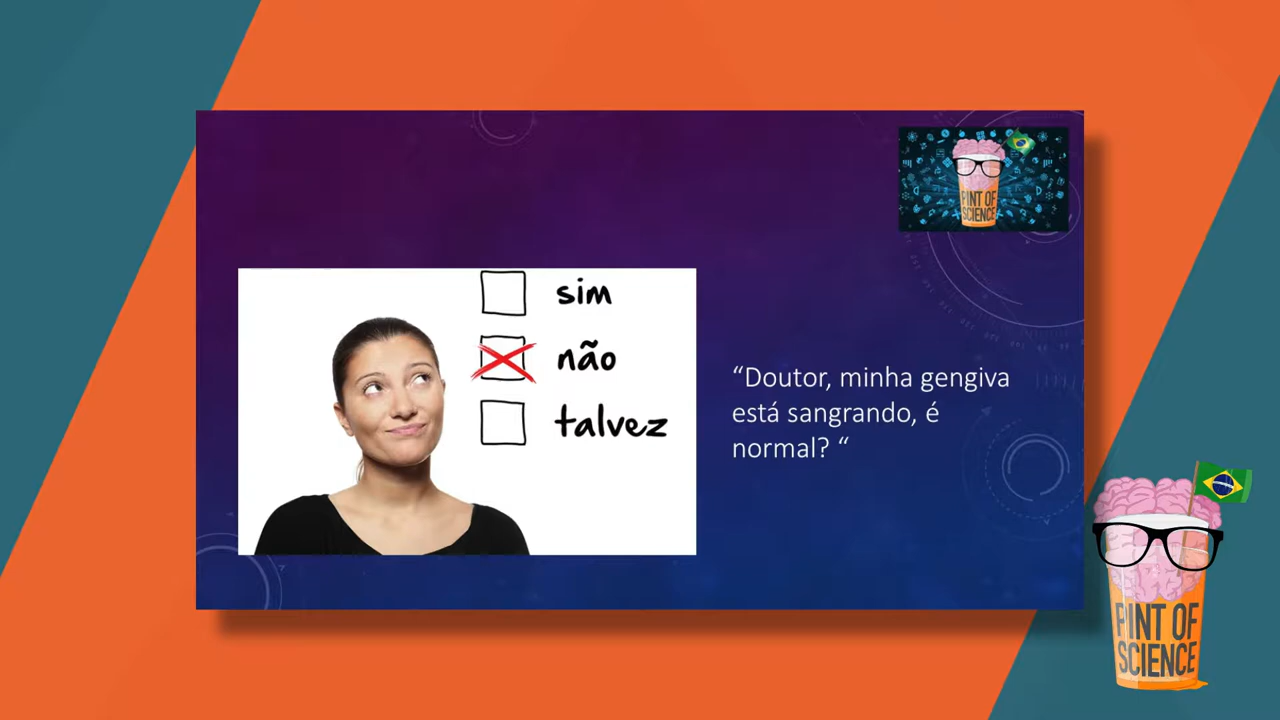 PINT OF
SCIENCE
sim
não
talvez
“Doutor, minha gengiva
está sangrando, é
normal? “
PINT OF
SCIENCE